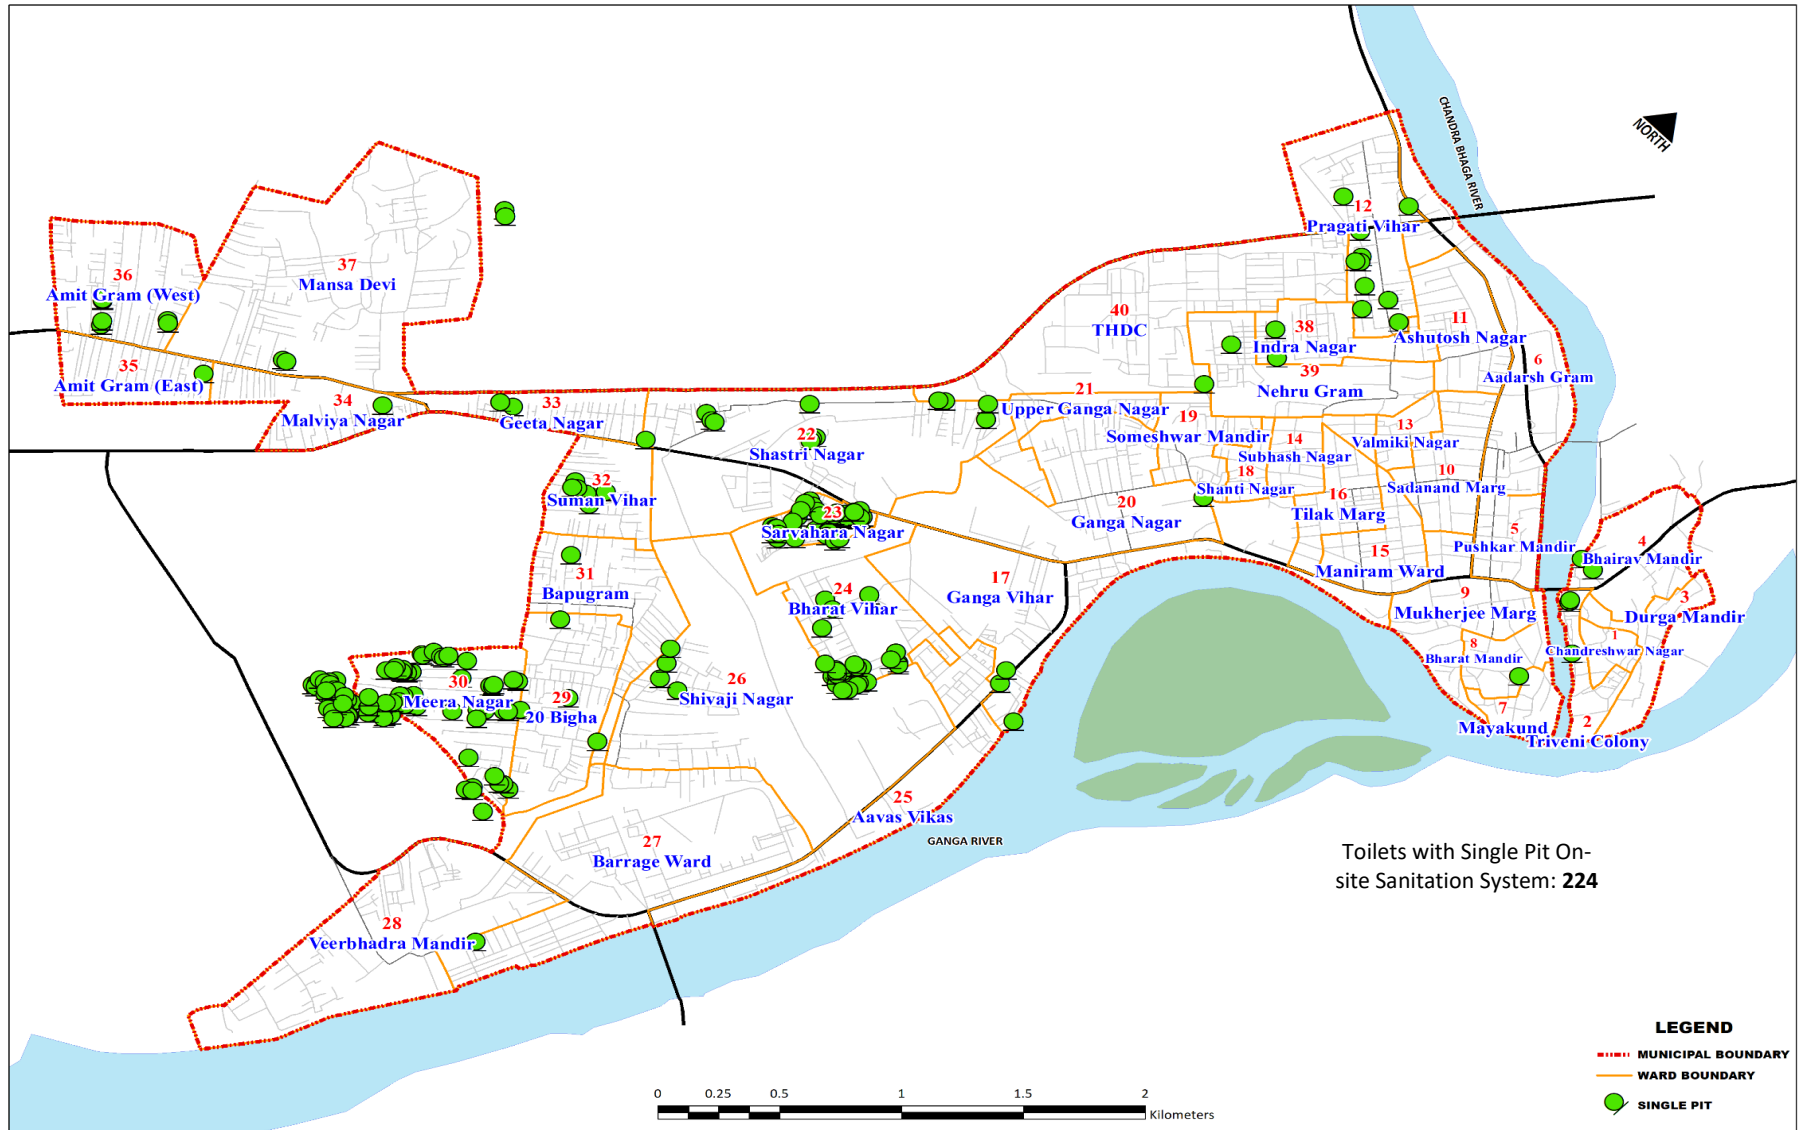 CHANDRA BHAGA RIVER
NORTH
12
Pragati Vihar
37
Mansa Devi
36
Amit Gram (West)
40
THDC
38
Indra Nagar
11
Ashutosh Nagar
6
Aadarsh Gram
35
Amit Gram (East)
39
Nehru Gram
34
Malviya Nagar
33
Geeta Nagar
21
Upper Ganga Nagar
19
Someshwar Mandir
13
Valmiki Nagar
14
Subhash Nagar
22
Shastri Nagar
18
Shanti Nagar
10
Sadanand Marg
32
Suman Vihar
20
Ganga Nagar
16
Tilak Marg
23
Sarvahara Nagar
5
Pushkar Mandir
4
Bhairav Mandir
15
Maniram Ward
31
Bapugram
24
Bharat Vihar
17
Ganga Vihar
9
Mukherjee Marg
3
Durga Mandir
1
Chandreshwar Nagar
8
Bharat Mandir
30
Meera Nagar
29
20 Bigha
26
Shivaji Nagar
7
Mayakund
2
Triveni Colony
25
Aavas Vikas
GANGA RIVER
27
Barrage Ward
28
Veerbhadra Mandir
Toilets with Single Pit On-
site Sanitation System: 224
LEGEND
MUNICIPAL BOUNDARY
WARD BOUNDARY
SINGLE PIT
0 0.25 0.5 1 1.5 2
Kilometers